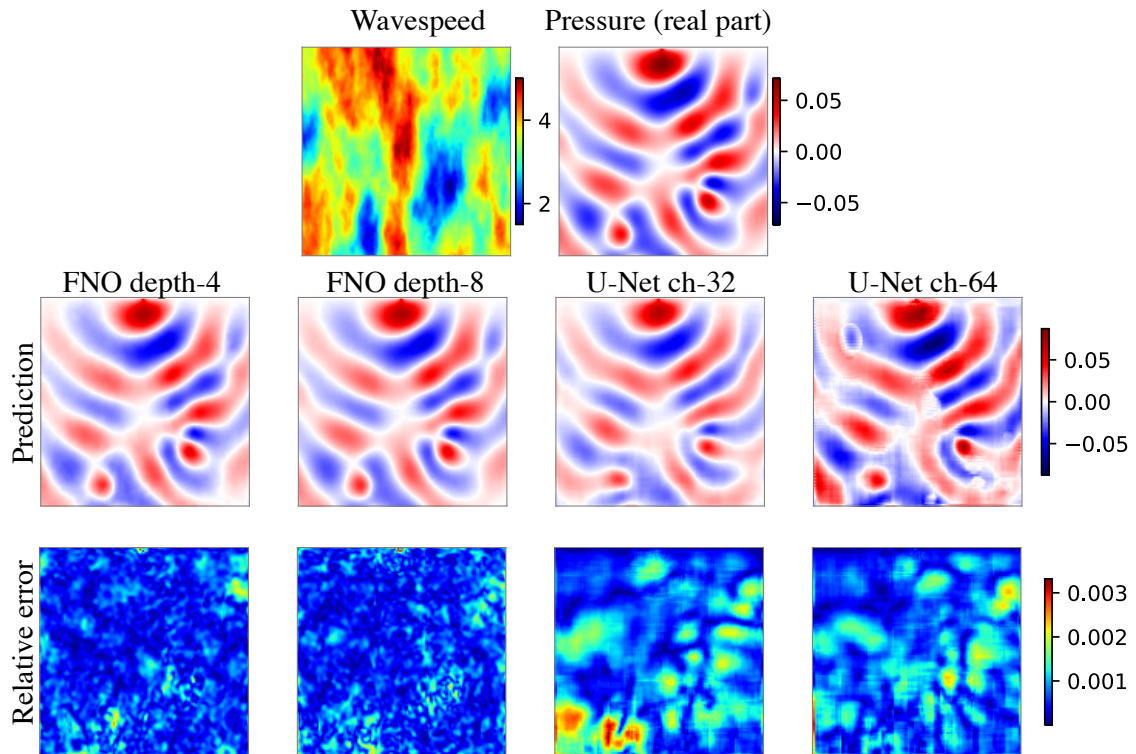 Wavespeed Pressure (real part)
4
2
0.05
0.00
−0.05
FNO depth-4 FNO depth-8 U-Net ch-32 U-Net ch-64
Prediction
0.05
0.00
−0.05
Relative error
0.003
0.002
0.001